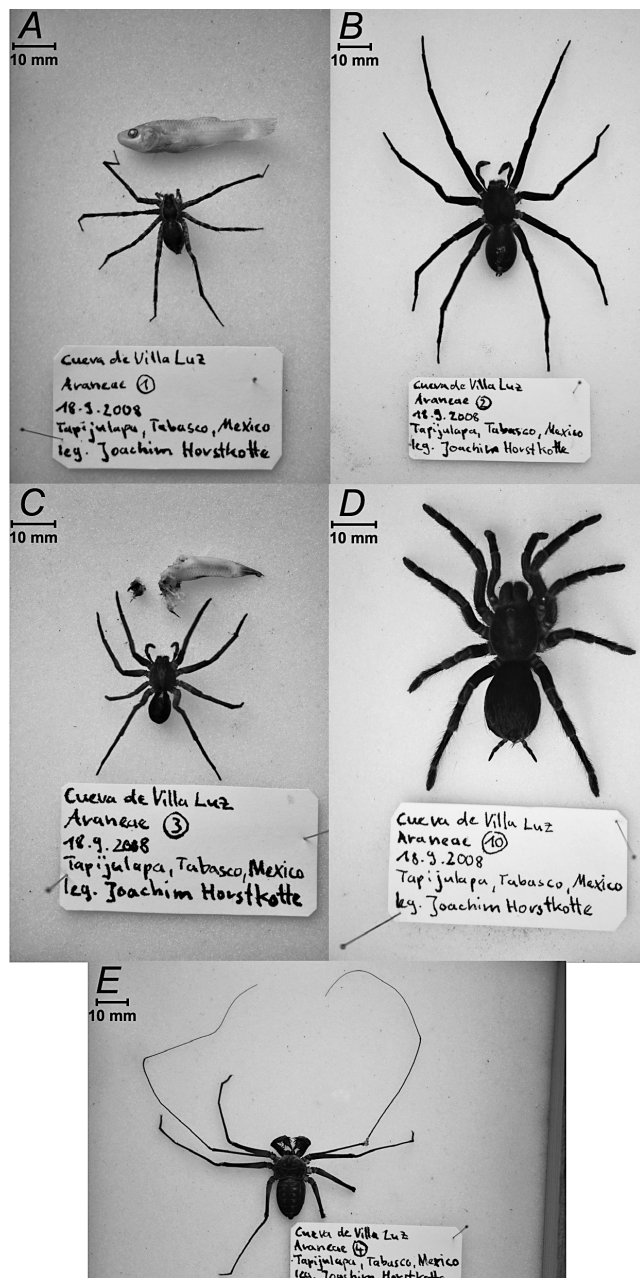 A
10 mm
Cueva de Villa Luz
Araneae 1
18.9.2008
Tapijulapa, Tabasco, Mexico
leg. Joachim Horstkotte
B
10 mm
Cueva de Villa Luz
Araneae 2
18.9.2008
Tapijulapa, Tabasco, Mexico
leg. Joachim Horstkotte
C
10 mm
Cueva de Villa Luz
Araneae 3
18.9.2008
Tapijulapa, Tabasco, Mexico
leg. Joachim Horstkotte
D
10 mm
Cueva de Villa Luz
Araneae 10
18.9.2008
Tapijulapa, Tabasco, Mexico
leg. Joachim Horstkotte
E
10 mm
Cueva de Villa Luz
Araneae 4
Tapijulapa, Tabasco, Mexico
leg. Joachim Horstkotte